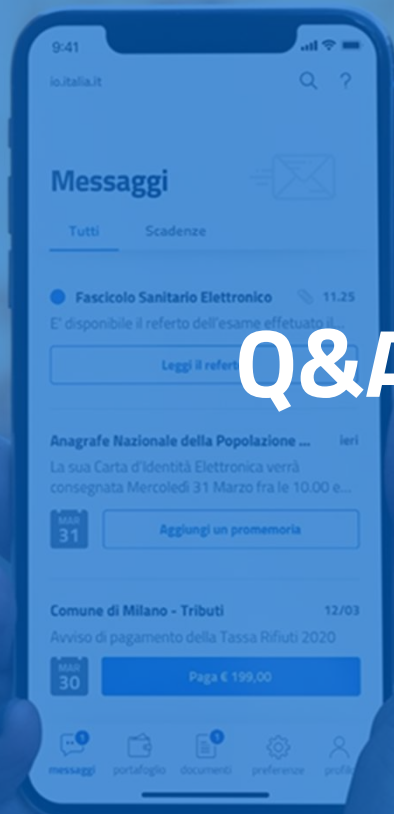 9:41
io.italia.it
?
Messaggi
Tutti Scadenze
Fascicolo Sanitario Elettronico 11.25
E' disponibile il referto dell'esame effetuato il...
Leggi il refert
Q&A
Anagrafe Nazionale della Popolazione ... ieri
La sua Carta d'Identità Elettronica verrà
consegnata Mercoledì 31 Marzo fra le 10.00 e...
MAR
31
Aggiungi un promemoria
Comune di Milano - Tributi 12/03
Avviso di pagamento della Tassa Rifiuti 2020
MAR
30
Paga € 199,00
1 1
messaggi portafoglio documenti preferenze profilo